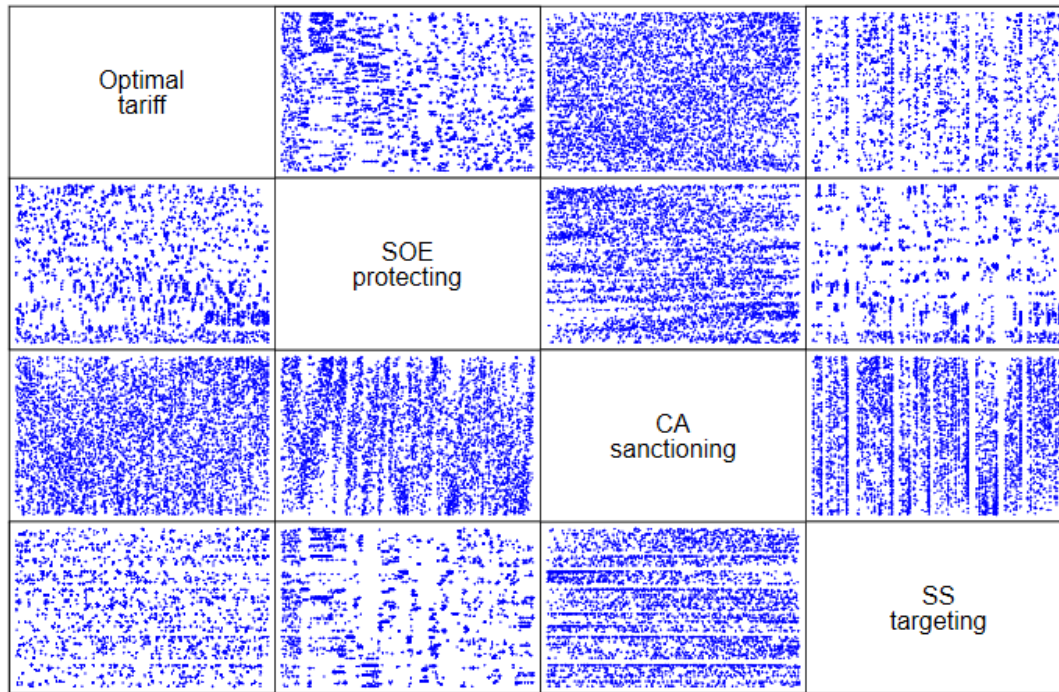 Optimal
tariff
SOE
protecting
CA
sanctioning
SS
targeting